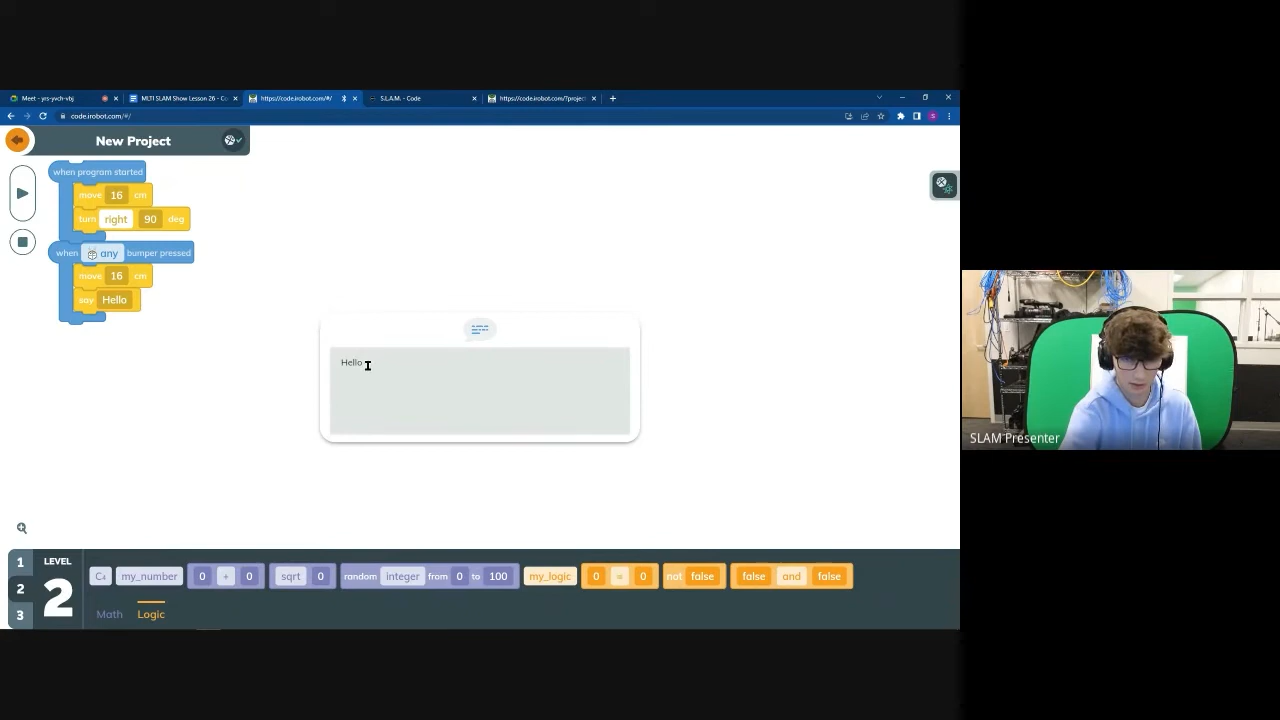 Meet - yrs-yvch-vbj
MLTI SLAM Show Lesson 26 - Co
https://code.irobot.com/#/
S.L.A.M. - Code
https://code.irobot.com/?project
code.irobot.com/#/
S
New Project
when program started
move 16 cm
turn right 90 deg
when any bumper pressed
move 16 cm
say Hello
Hello
SLAM Presenter
1
2
3
LEVEL
2
C₄ my_number 0 + 0 sqrt 0 random integer from 0 to 100 my_logic 0 = 0 not false false and false
Math Logic